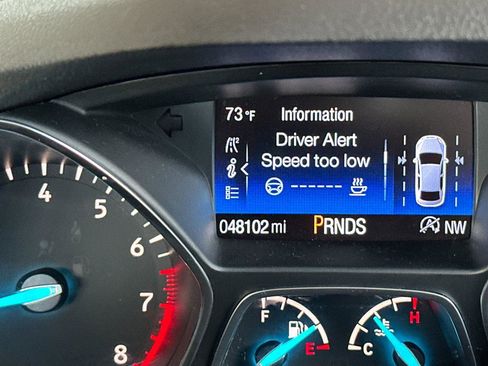 73°F Information
Driver Alert
Speed too low
048102 mi PRNDS NW
4
5
6
7
8
F H
E C